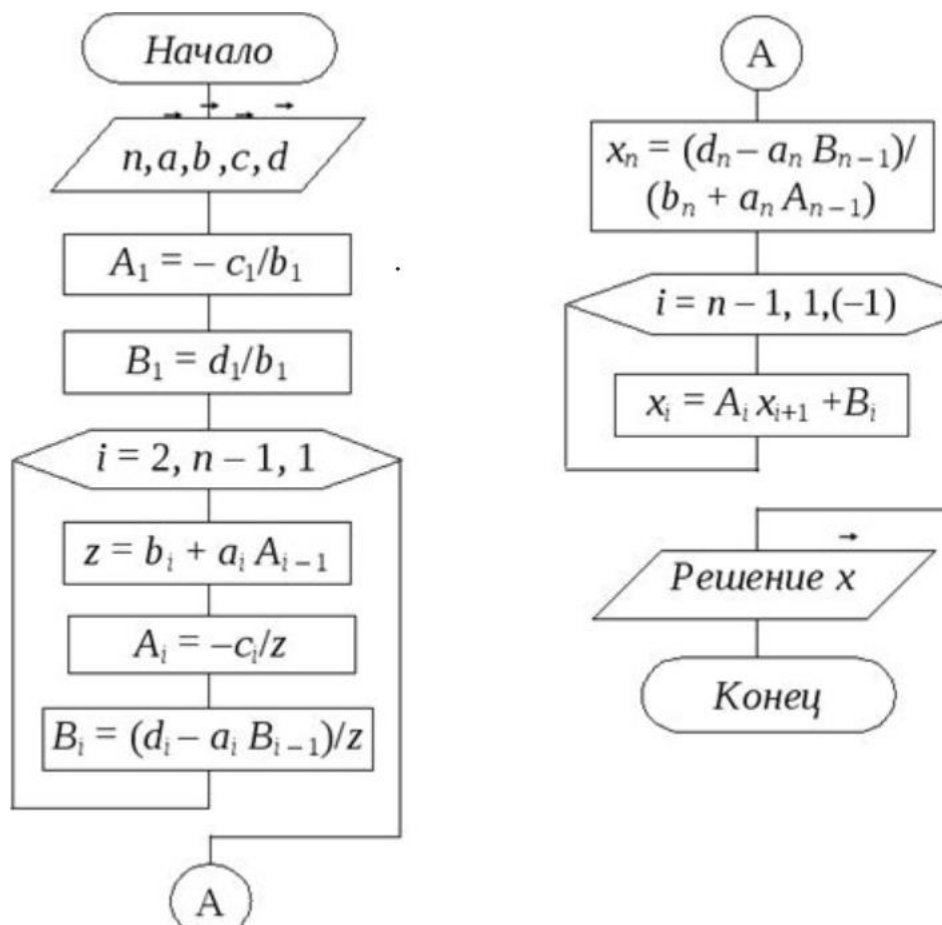 Начало
n,a,b ,c,d
A₁ = – c₁/b₁
B₁ = d₁/b₁
i = 2, n – 1, 1
z = bᵢ + aᵢ Aᵢ₋₁
Aᵢ = –cᵢ/z
Bᵢ = (dᵢ – aᵢ Bᵢ₋₁)/z
A
A
xₙ = (dₙ – aₙ Bₙ₋₁)/
(bₙ + aₙ Aₙ₋₁)
i = n – 1, 1,(–1)
xᵢ = Aᵢ xᵢ₊₁ +Bᵢ
Решение x
Конец